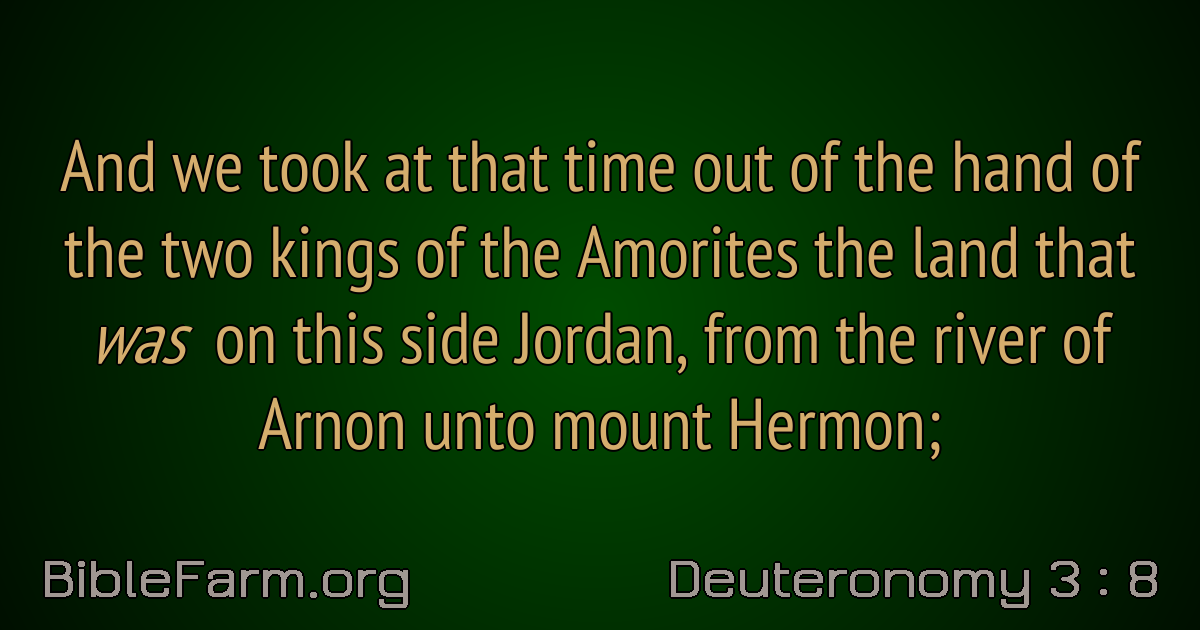 And we took at that time out of the hand of
the two kings of the Amorites the land that
was on this side Jordan, from the river of
Arnon unto mount Hermon;
BibleFarm.org
Deuteronomy 3 : 8